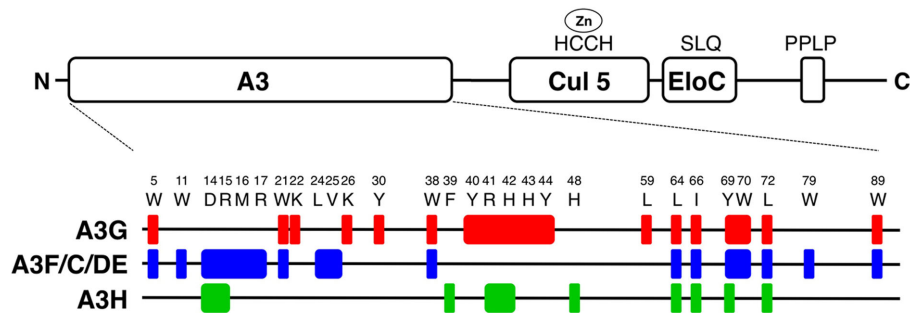 Zn
HCCH SLQ PPLP
N A3 Cul 5 EloC C
5 11 14 15 16 17 21 22 24 25 26 30 38 39 40 41 42 43 44 48 59 64 66 69 70 72 79 89
W W D R M R W K L V K Y W F Y R H H Y H L L I Y W L W W
A3G
A3F/C/DE
A3H